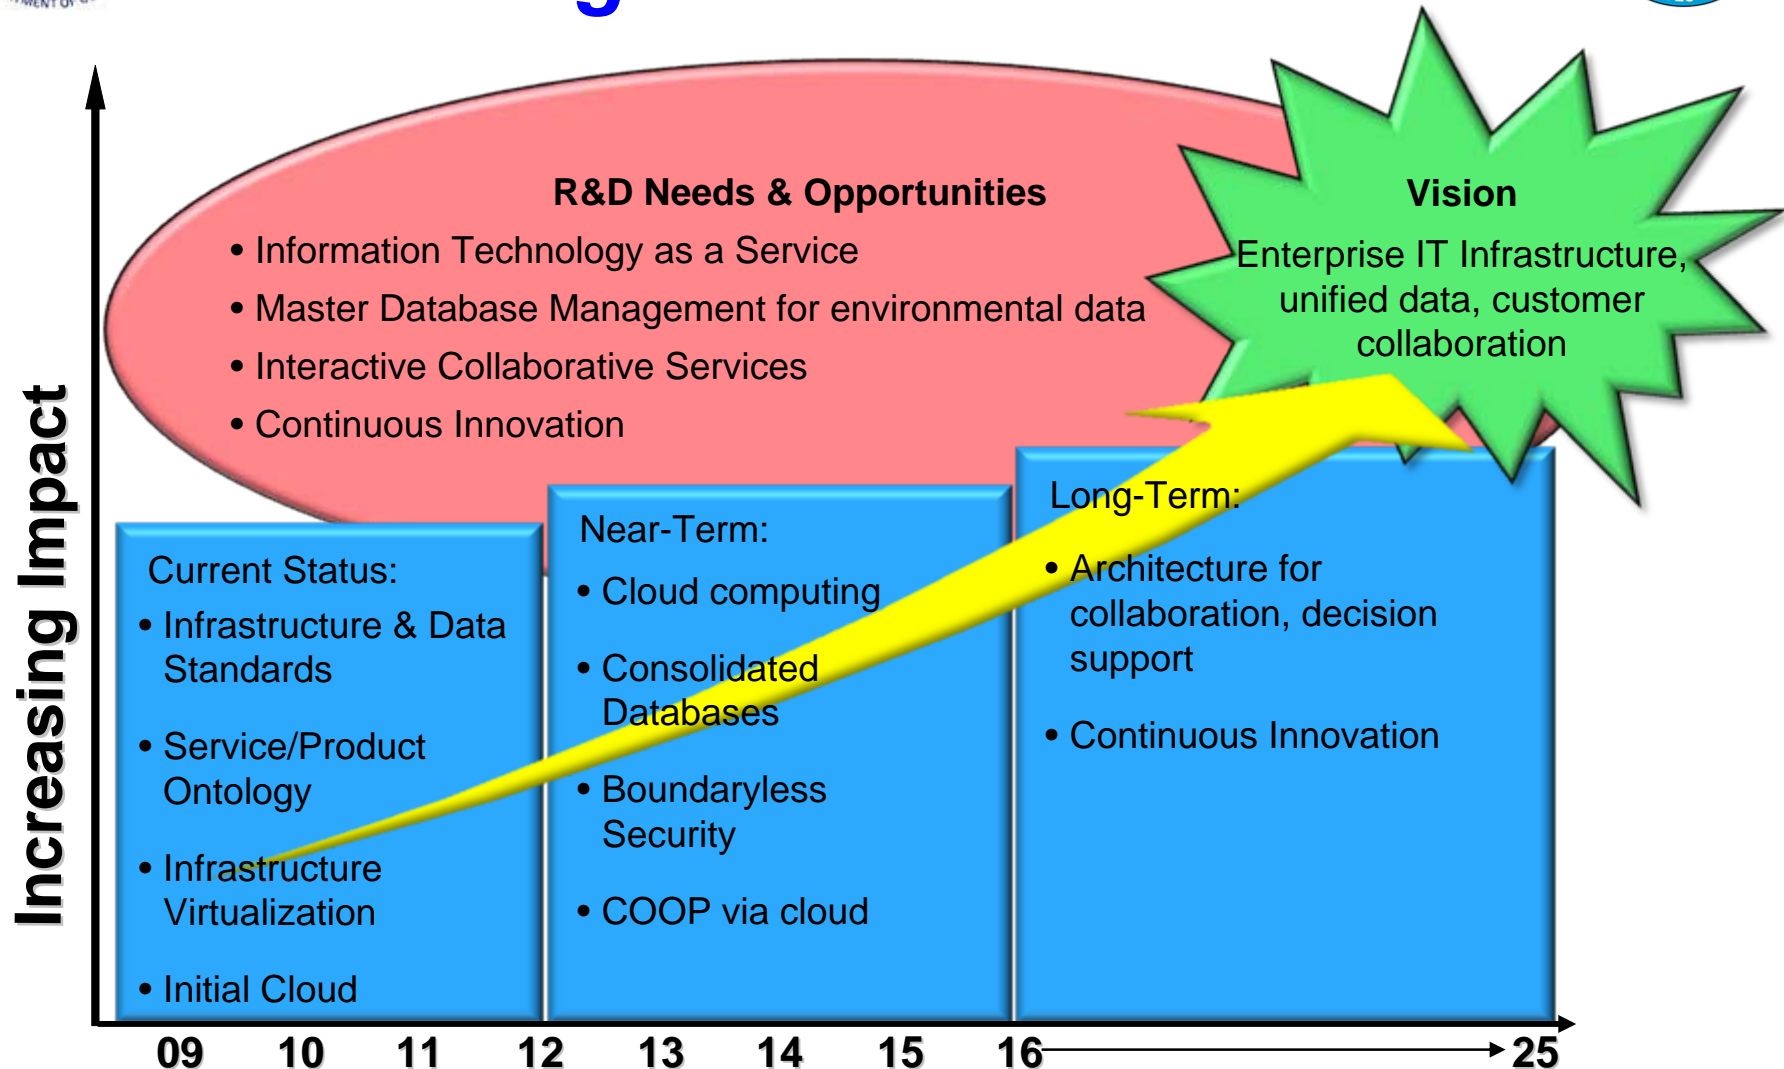 R&D Needs & Opportunities
• Information Technology as a Service
• Master Database Management for environmental data
• Interactive Collaborative Services
• Continuous Innovation
Vision
Enterprise IT Infrastructure,
unified data, customer
collaboration
Increasing Impact
Current Status:
• Infrastructure & Data
Standards
• Service/Product
Ontology
• Infrastructure
Virtualization
• Initial Cloud
Near-Term:
• Cloud computing
• Consolidated
Databases
• Boundaryless
Security
• COOP via cloud
Long-Term:
• Architecture for
collaboration, decision
support
• Continuous Innovation
09 10 11 12 13 14 15 16 25